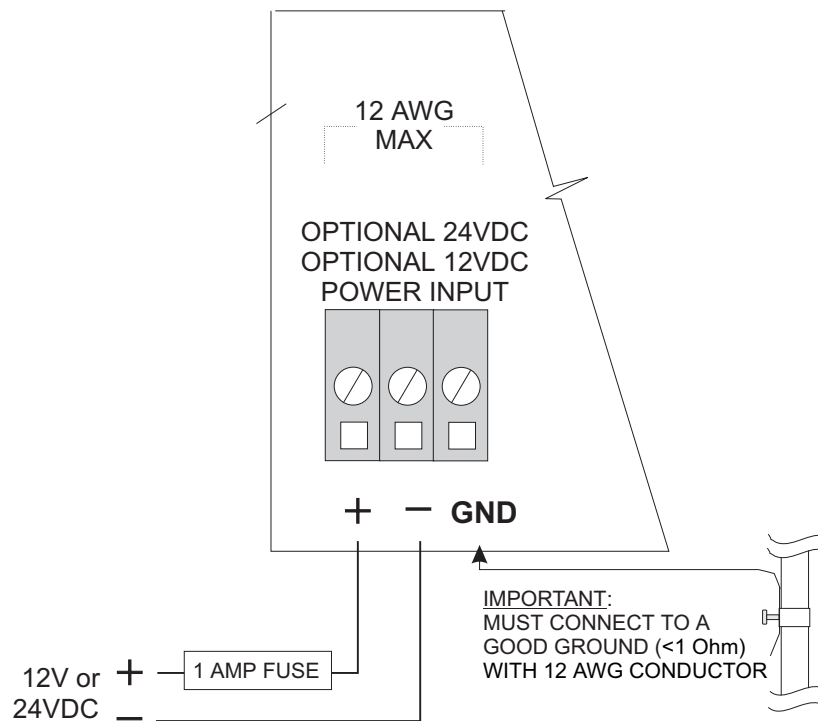 12 AWG
MAX
OPTIONAL 24VDC
OPTIONAL 12VDC
POWER INPUT
+ − GND
IMPORTANT:
MUST CONNECT TO A
GOOD GROUND (<1 Ohm)
WITH 12 AWG CONDUCTOR
12V or +
24VDC −
1 AMP FUSE